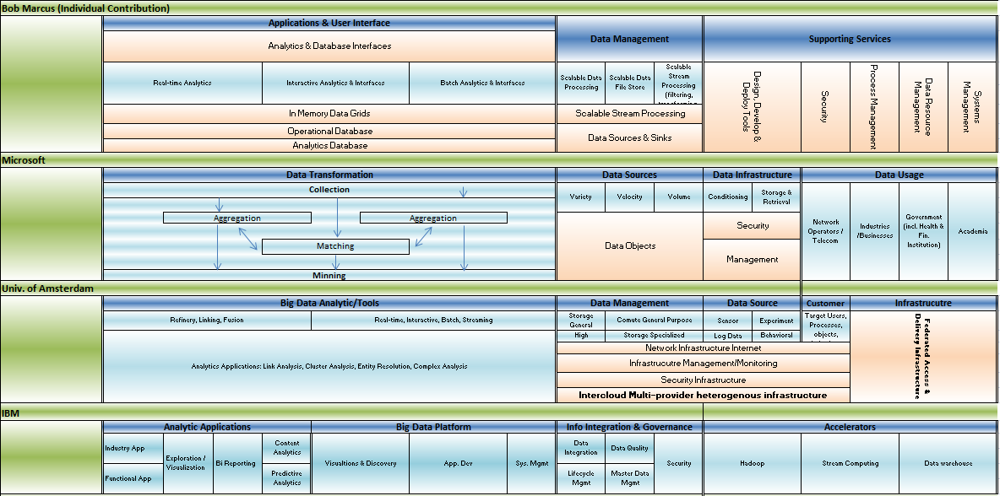 Bob Marcus (Individual Contribution)
Applications & User Interface
Data Management
Supporting Services
Analytics & Database Interfaces
Real-time Analytics
Interactive Analytics & Interfaces
Batch Analytics & Interfaces
Scalable Data
Processing
Scalable Data
File Store
Scalable
Stream
Processing
(filtering,
In Memory Data Grids
Operational Database
Analytics Database
Scalable Stream Processing
Data Sources & Sinks
Design, Develop &
Deploy Tools
Security
Process Management
Data Resource
Management
Systems
Management
Microsoft
Data Transformation
Data Sources
Data Infrastructure
Data Usage
Collection
Aggregation
Aggregation
Matching
Minning
Variety
Velocity
Volume
Data Objects
Conditioning
Storage &
Retrieval
Security
Management
Network
Operators /
Telecom
Industries
/Businesses
Government
(incl. Health &
Fin.
Institution)
Academia
Univ. of Amsterdam
Big Data Analytic/Tools
Data Management
Data Source
Customer
Infrastrucutre
Refinery, Linking, Fusion
Real-time, Interactive, Batch, Streaming
Analytics Applications: Link Analysis, Cluster Analysis, Entity Resolution, Complex Analysis
Storage
General
Comute General Purpose
High
Storage Specialized
Sensor
Experiment
Log Data
Behavioral
Target Users,
Processes,
objects,
Network Infrastructure Internet
Infrastrucutre Management/Monitoring
Security Infrastructure
Intercloud Multi-provider heterogenous infrastructure
Federated Access &
Delivery Infrastructure
IBM
Analytic Applications
Big Data Platform
Info Integration & Governance
Accelerators
Industry App
Functional App
Exploration /
Visualization
Bi Reporting
Content
Analytics
Predictive
Analytics
Visualtions & Discovery
App. Dev
Sys. Mgmt
Data
Integration
Data Quality
Lifecycle
Mgmt
Master Data
Mgmt
Security
Hadoop
Stream Computing
Data warehouse